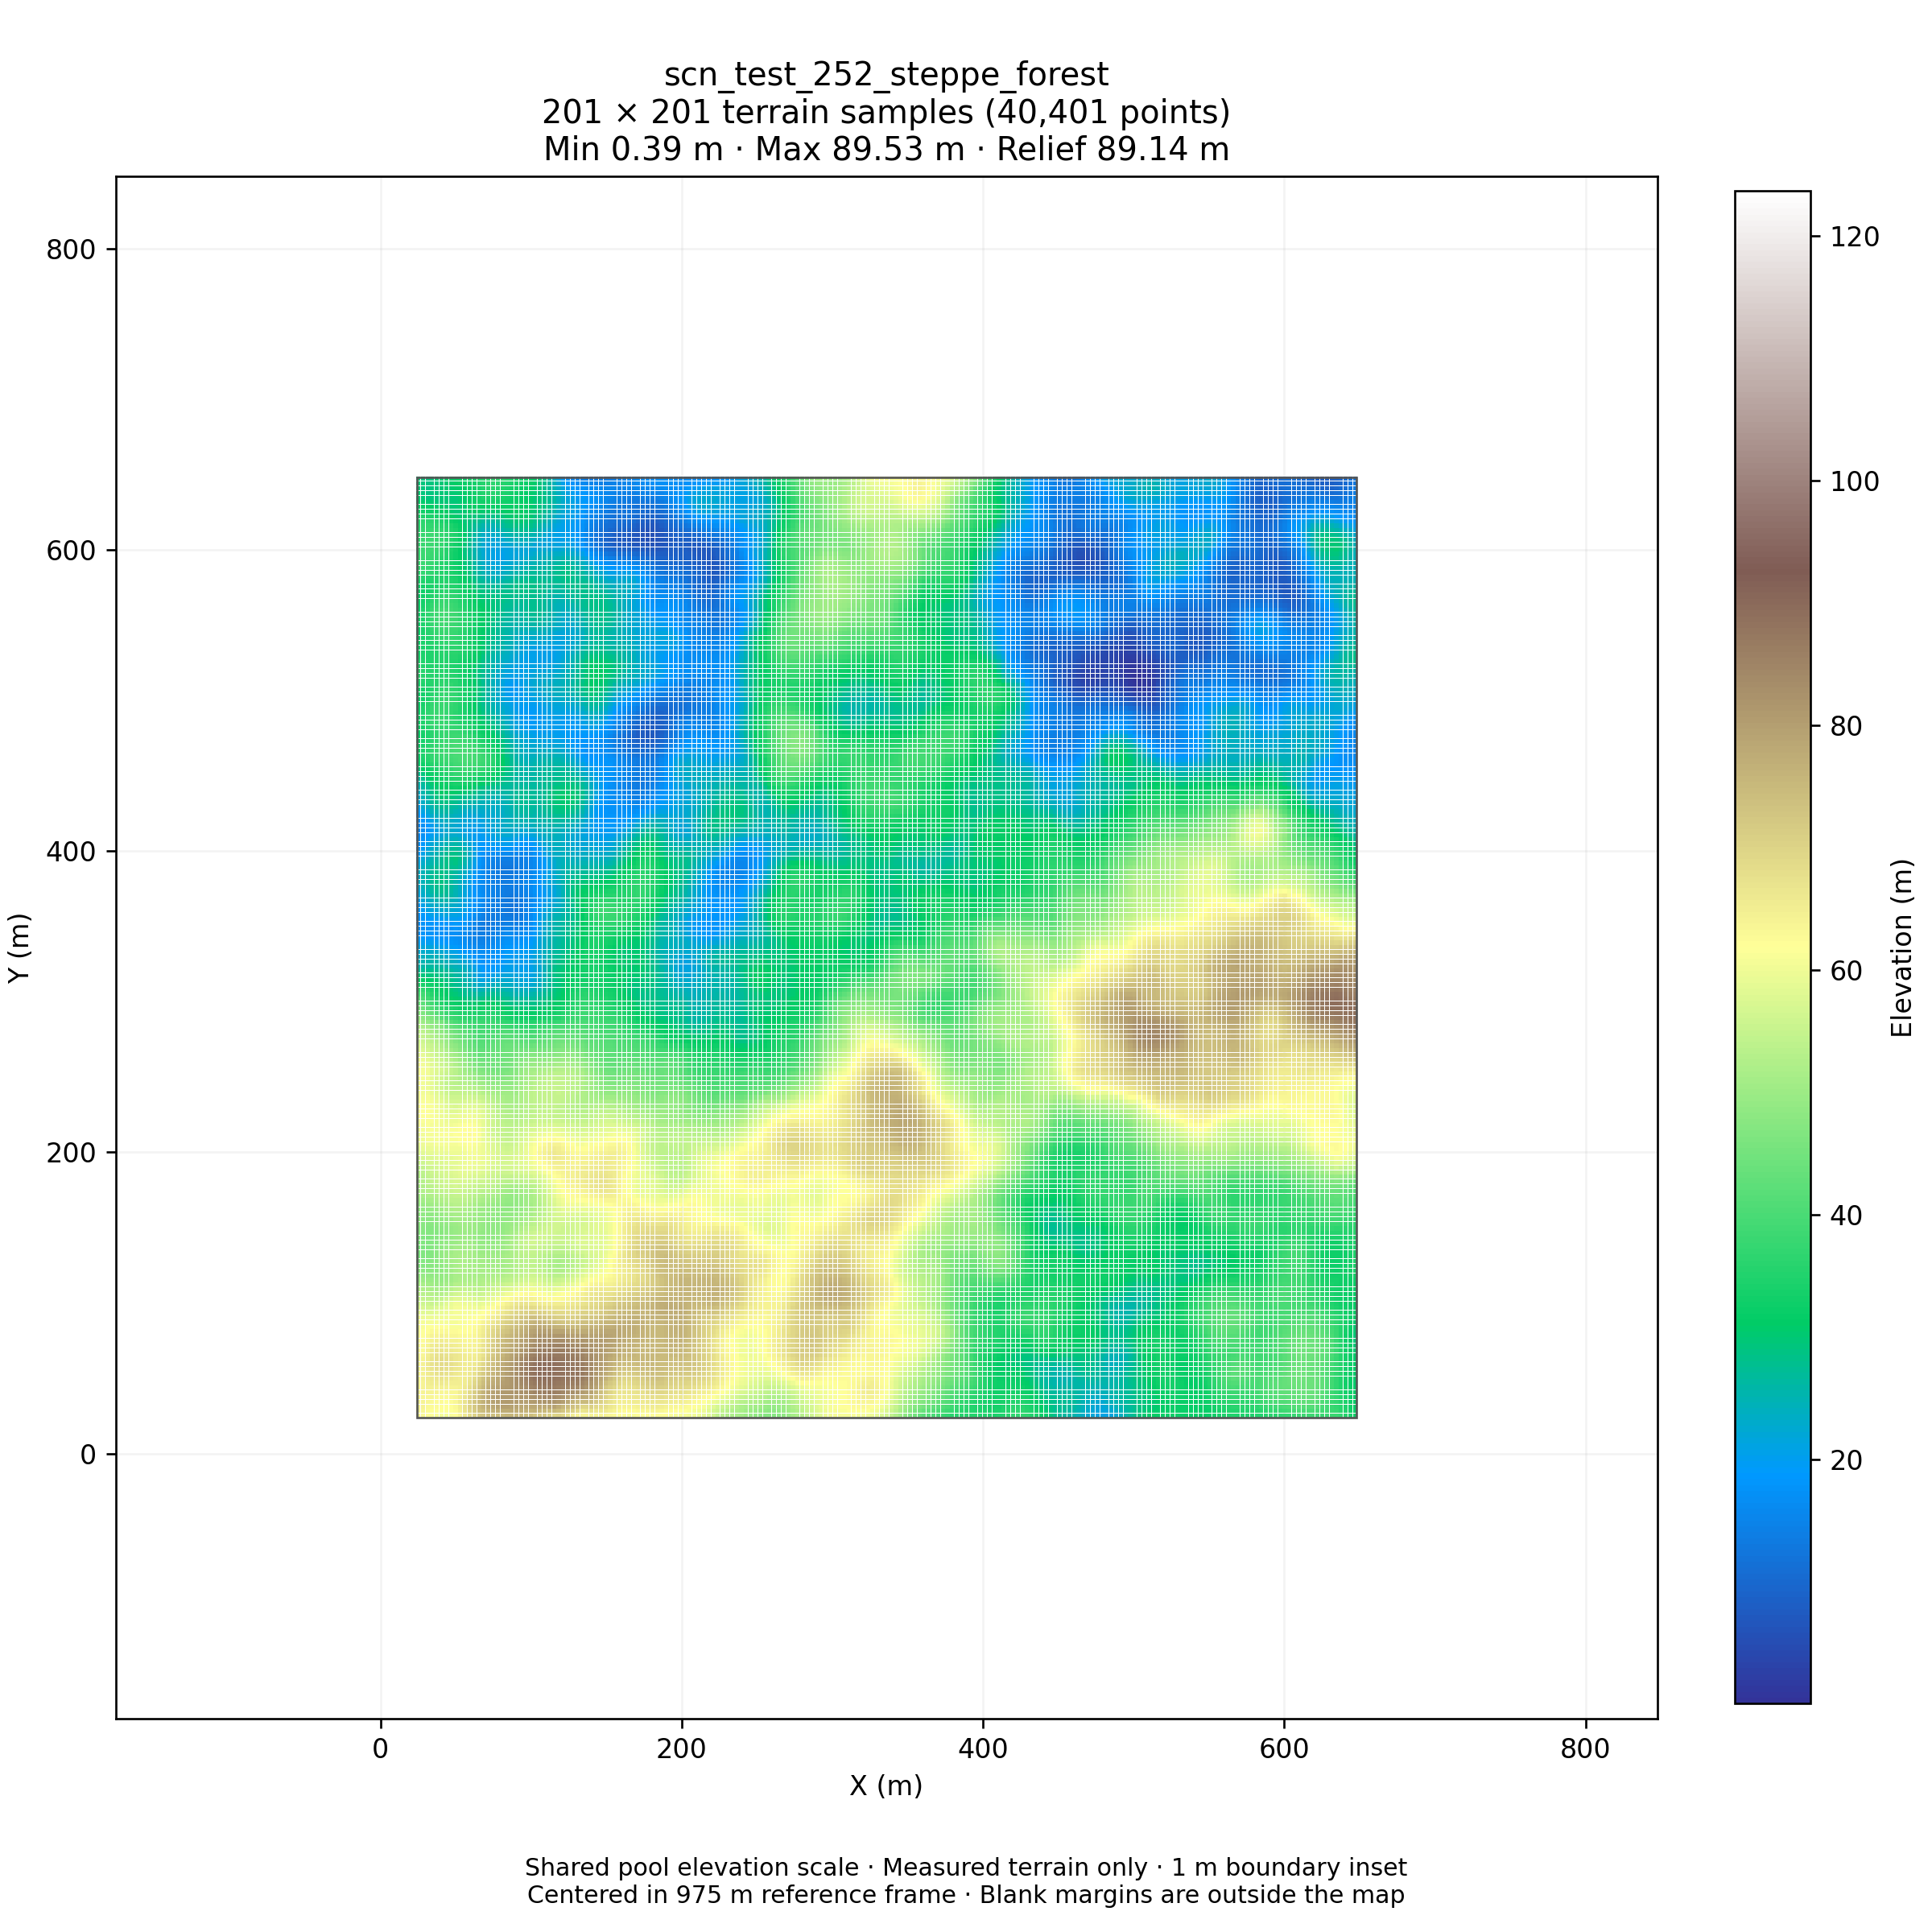 scn_test_252_steppe_forest
201 × 201 terrain samples (40,401 points)
Min 0.39 m · Max 89.53 m · Relief 89.14 m
800
600
400
200
0
Y (m)
0
200
400
600
800
X (m)
120
100
80
60
40
20
Elevation (m)
Shared pool elevation scale · Measured terrain only · 1 m boundary inset
Centered in 975 m reference frame · Blank margins are outside the map